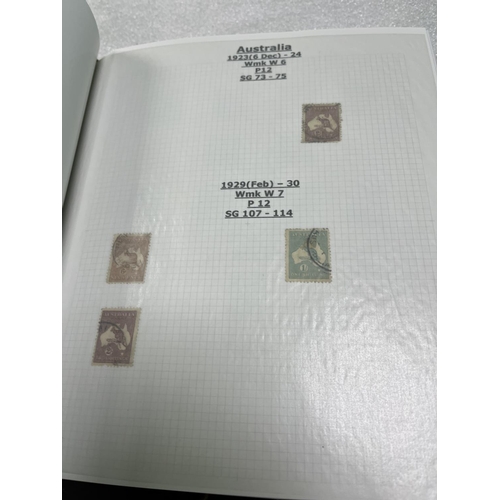 Australia
1923(6 Dec) - 24
Wmk W 6
P12
SG 73 - 75
1929(Feb) – 30
Wmk W 7
P 12
SG 107 - 114